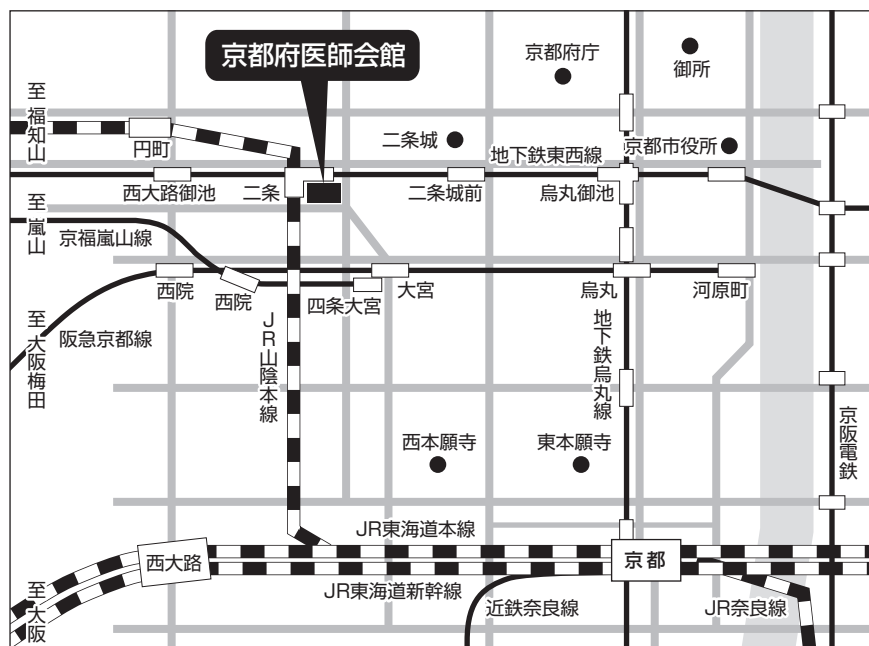 京都府医師会館
京都府庁
御所
至 福知山
円町
二条城
地下鉄東西線
京都市役所
西大路御池
二条
二条城前
烏丸御池
至 嵐山
京福嵐山線
西院
西院
四条大宮
大宮
烏丸
河原町
至 大阪梅田
阪急京都線
JR山陰本線
地下鉄烏丸線
京阪電鉄
西本願寺
東本願寺
JR東海道本線
西大路
京都
JR東海道新幹線
至 大阪
近鉄奈良線
JR奈良線